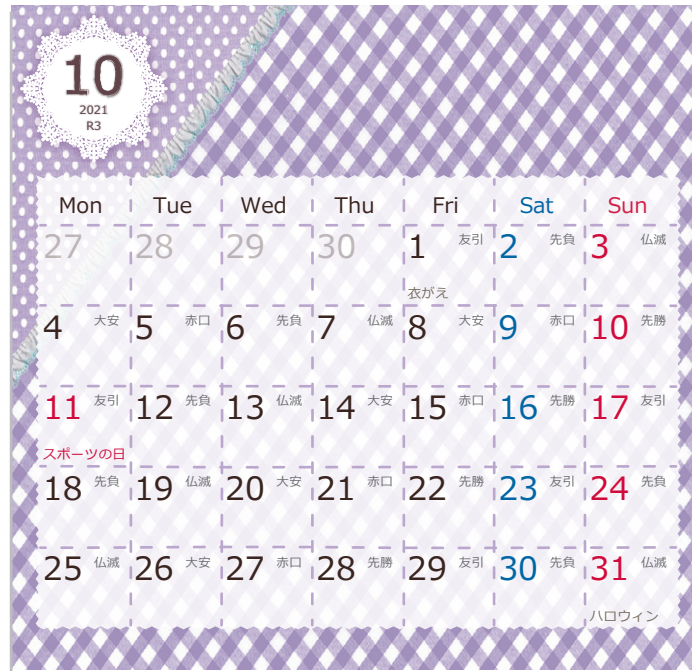 10
2021
R3
Mon Tue Wed Thu Fri Sat Sun
27 28 29 30 1 友引 2 先負 3 仏滅
衣がえ
4 大安 5 赤口 6 先負 7 仏滅 8 大安 9 赤口 10 先勝
11 友引 12 先負 13 仏滅 14 大安 15 赤口 16 先勝 17 友引
スポーツの日
18 先負 19 仏滅 20 大安 21 赤口 22 先勝 23 友引 24 先負
25 仏滅 26 大安 27 赤口 28 先勝 29 友引 30 先負 31 仏滅
ハロウィン